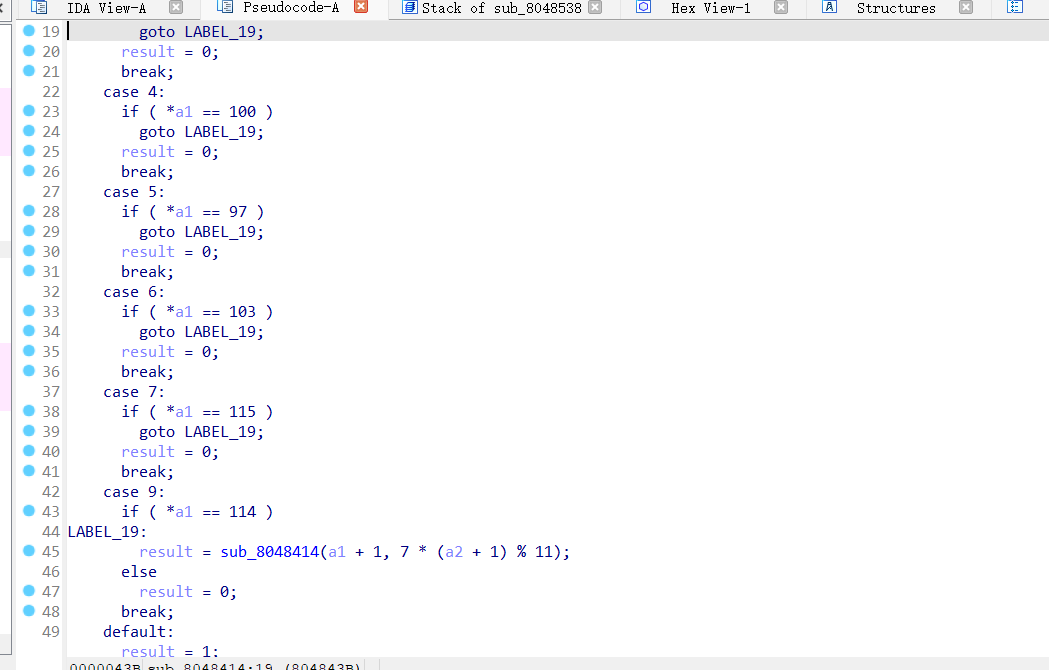 IDA View-A Pseudocode-A Stack of sub_8048538 Hex View-1 Structures
19 goto LABEL_19;
20 result = 0;
21 break;
22 case 4:
23 if ( *a1 == 100 )
24 goto LABEL_19;
25 result = 0;
26 break;
27 case 5:
28 if ( *a1 == 97 )
29 goto LABEL_19;
30 result = 0;
31 break;
32 case 6:
33 if ( *a1 == 103 )
34 goto LABEL_19;
35 result = 0;
36 break;
37 case 7:
38 if ( *a1 == 115 )
39 goto LABEL_19;
40 result = 0;
41 break;
42 case 9:
43 if ( *a1 == 114 )
44 LABEL_19:
45 result = sub_8048414(a1 + 1, 7 * (a2 + 1) % 11);
46 else
47 result = 0;
48 break;
49 default:
result = 1;
0000043B sub_8048414:19 (804843B)